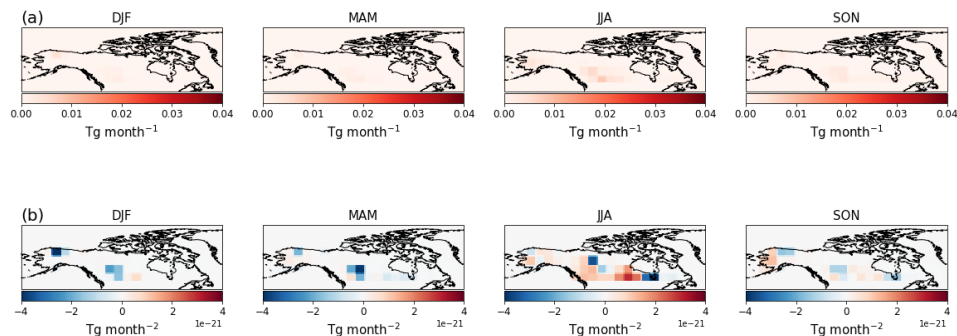 (a)
DJF MAM JJA SON
0.00 0.01 0.02 0.03 0.04 0.00 0.01 0.02 0.03 0.04 0.00 0.01 0.02 0.03 0.04 0.00 0.01 0.02 0.03 0.04
Tg month⁻¹ Tg month⁻¹ Tg month⁻¹ Tg month⁻¹
(b)
DJF MAM JJA SON
−4 −2 0 2 4 −4 −2 0 2 4 −4 −2 0 2 4 −4 −2 0 2 4
Tg month⁻² 1e−21 Tg month⁻² 1e−21 Tg month⁻² 1e−21 Tg month⁻² 1e−21